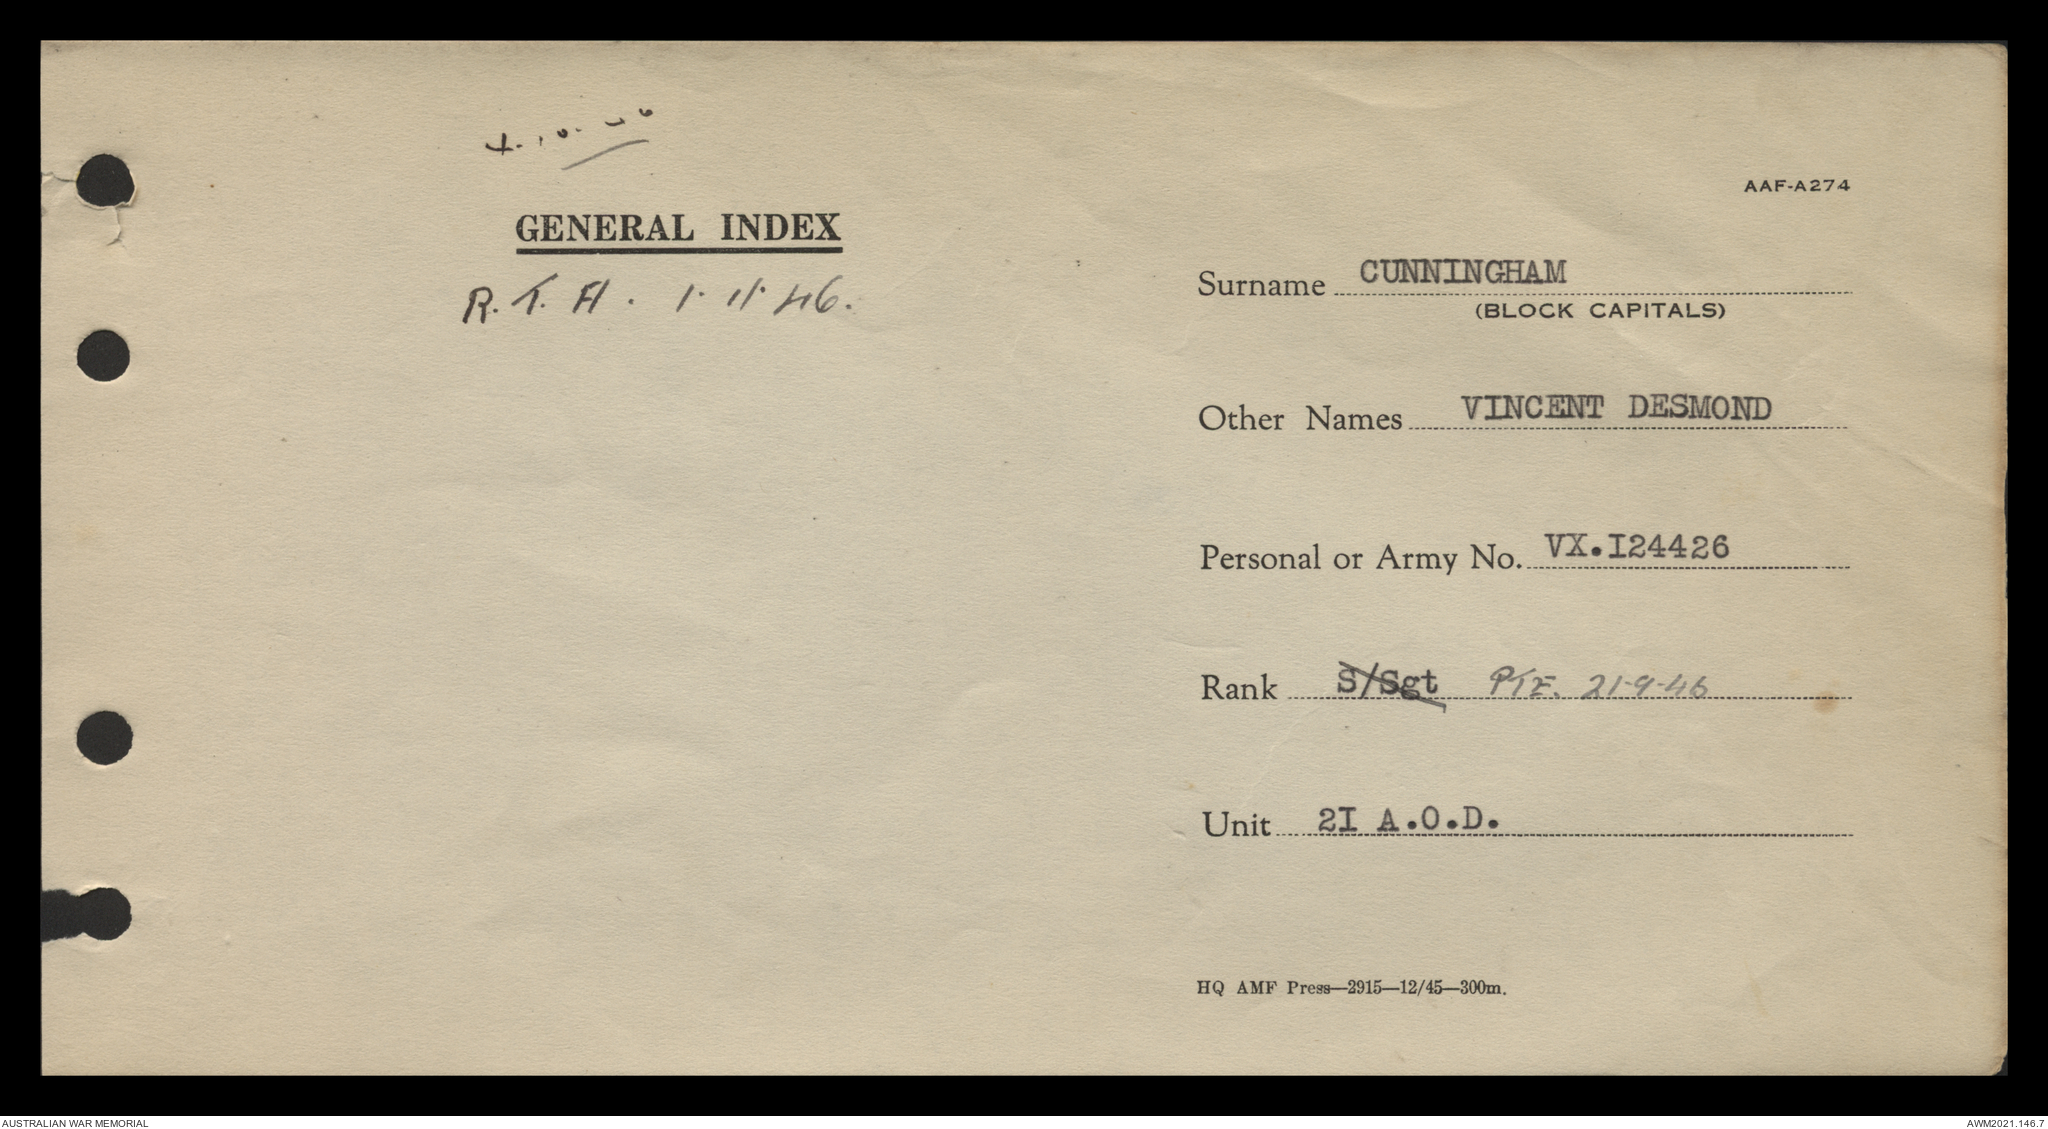 GENERAL INDEX
R.T.A. 1.11.46.
AAF-A274
Surname CUNNINGHAM
(BLOCK CAPITALS)
Other Names VINCENT DESMOND
Personal or Army No. VX.I24426
Rank S/Sgt PTE. 21-9-46
Unit 2I A.O.D.
HQ AMF Press—2915—12/45—300m.
AUSTRALIAN WAR MEMORIAL
AWM2021.146.7